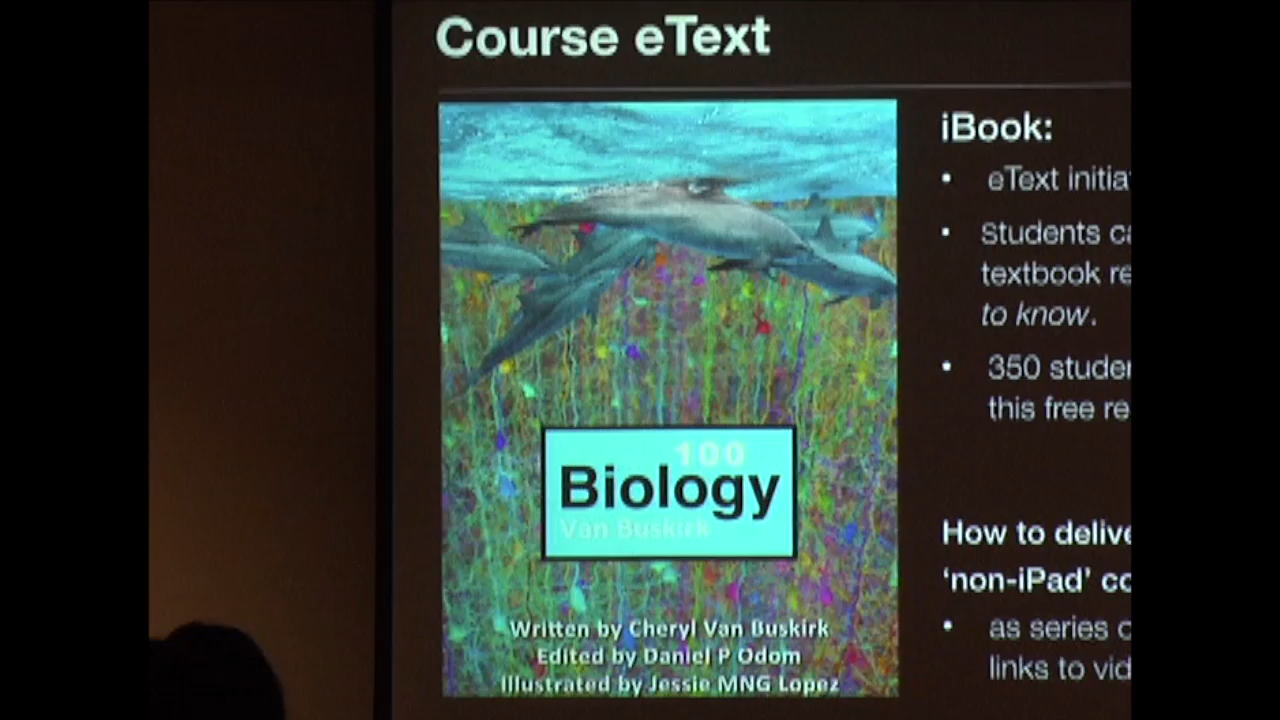 Course eText
100
Biology
Van Buskirk
Written by Cheryl Van Buskirk
Edited by Daniel P Odom
Illustrated by Jessie MNG Lopez
iBook:
• eText initia
• Students ca
textbook re
to know.
• 350 studen
this free re
How to delive
‘non-iPad’ co
• as series o
links to vid